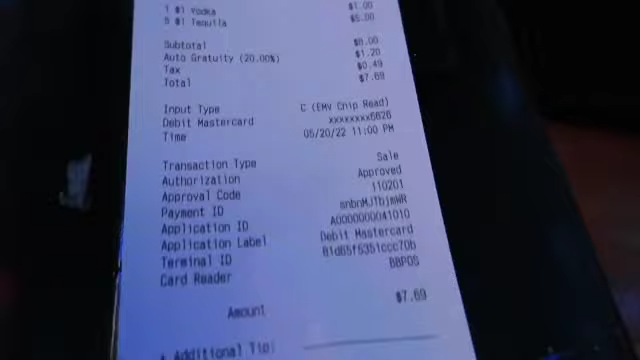 1 $1 Vodka $1.00
5 $1 Tequila $5.00
Subtotal $6.00
Auto Gratuity (20.00%) $1.20
Tax $0.49
Total $7.69
Input Type C (EMV Chip Read)
Debit Mastercard xxxxxxxx6626
Time 05/20/22 11:00 PM
Transaction Type Sale
Authorization Approved
Approval Code 110201
Payment ID
Application ID A0000000041010
Application Label Debit Mastercard
Terminal ID
Card Reader BBPOS
Amount $7.69
+ Additional Tip: